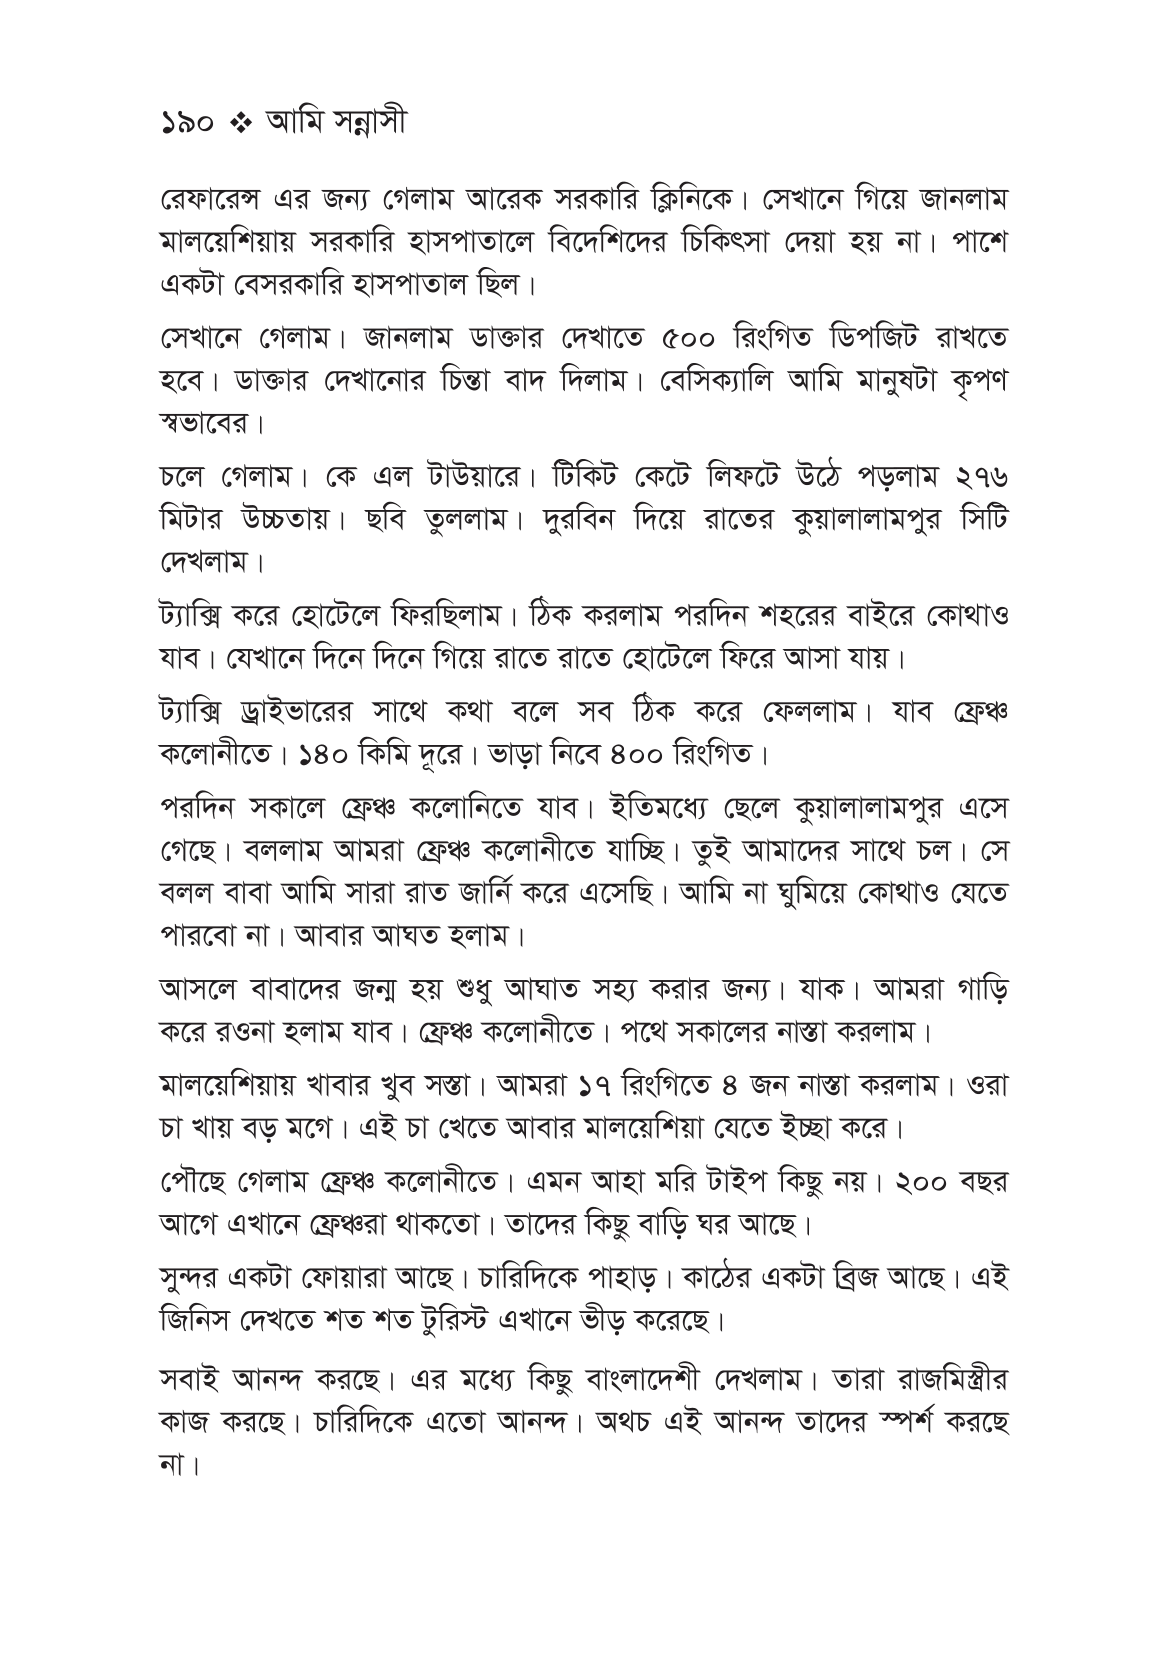 ১৯০ ❖ আমি সন্নাসী
রেফারেন্স এর জন্য গেলাম আরেক সরকারি ক্লিনিকে। সেখানে গিয়ে জানলাম
মালয়েশিয়ায় সরকারি হাসপাতালে বিদেশিদের চিকিৎসা দেয়া হয় না। পাশে
একটা বেসরকারি হাসপাতাল ছিল।
সেখানে গেলাম। জানলাম ডাক্তার দেখাতে ৫০০ রিংগিত ডিপজিট রাখতে
হবে। ডাক্তার দেখানোর চিন্তা বাদ দিলাম। বেসিক্যালি আমি মানুষটা কৃপণ
স্বভাবের।
চলে গেলাম। কে এল টাউয়ারে। টিকিট কেটে লিফটে উঠে পড়লাম ২৭৬
মিটার উচ্চতায়। ছবি তুললাম। দুরবিন দিয়ে রাতের কুয়ালালামপুর সিটি
দেখলাম।
ট্যাক্সি করে হোটেলে ফিরছিলাম। ঠিক করলাম পরদিন শহরের বাইরে কোথাও
যাব। যেখানে দিনে দিনে গিয়ে রাতে রাতে হোটেলে ফিরে আসা যায়।
ট্যাক্সি ড্রাইভারের সাথে কথা বলে সব ঠিক করে ফেললাম। যাব ফ্রেঞ্চ
কলোনীতে। ১৪০ কিমি দূরে। ভাড়া নিবে ৪০০ রিংগিত।
পরদিন সকালে ফ্রেঞ্চ কলোনিতে যাব। ইতিমধ্যে ছেলে কুয়ালালামপুর এসে
গেছে। বললাম আমরা ফ্রেঞ্চ কলোনীতে যাচ্ছি। তুই আমাদের সাথে চল। সে
বলল বাবা আমি সারা রাত জার্নি করে এসেছি। আমি না ঘুমিয়ে কোথাও যেতে
পারবো না। আবার আঘত হলাম।
আসলে বাবাদের জন্ম হয় শুধু আঘাত সহ্য করার জন্য। যাক। আমরা গাড়ি
করে রওনা হলাম যাব। ফ্রেঞ্চ কলোনীতে। পথে সকালের নাস্তা করলাম।
মালয়েশিয়ায় খাবার খুব সস্তা। আমরা ১৭ রিংগিতে ৪ জন নাস্তা করলাম। ওরা
চা খায় বড় মগে। এই চা খেতে আবার মালয়েশিয়া যেতে ইচ্ছা করে।
পৌছে গেলাম ফ্রেঞ্চ কলোনীতে। এমন আহা মরি টাইপ কিছু নয়। ২০০ বছর
আগে এখানে ফ্রেঞ্চরা থাকতো। তাদের কিছু বাড়ি ঘর আছে।
সুন্দর একটা ফোয়ারা আছে। চারিদিকে পাহাড়। কাঠের একটা ব্রিজ আছে। এই
জিনিস দেখতে শত শত টুরিস্ট এখানে ভীড় করেছে।
সবাই আনন্দ করছে। এর মধ্যে কিছু বাংলাদেশী দেখলাম। তারা রাজমিস্ত্রীর
কাজ করছে। চারিদিকে এতো আনন্দ। অথচ এই আনন্দ তাদের স্পর্শ করছে
না।